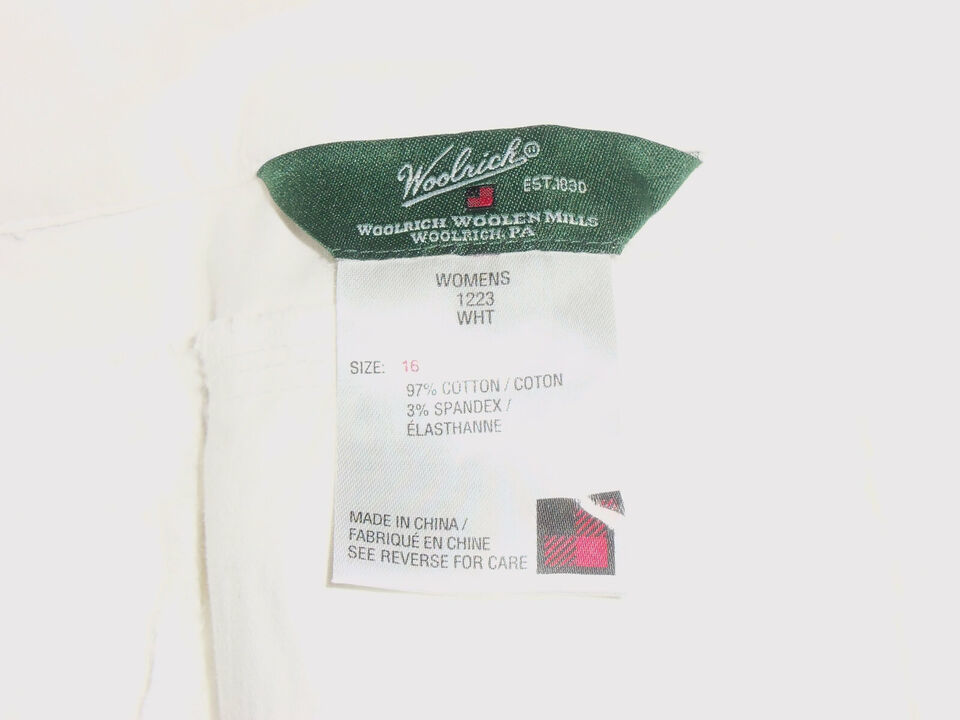 Woolrich®
EST.1830
WOOLRICH WOOLEN MILLS
WOOLRICH, PA
WOMENS
1223
WHT
SIZE: 16
97% COTTON / COTON
3% SPANDEX /
ÉLASTHANNE
MADE IN CHINA /
FABRIQUÉ EN CHINE
SEE REVERSE FOR CARE